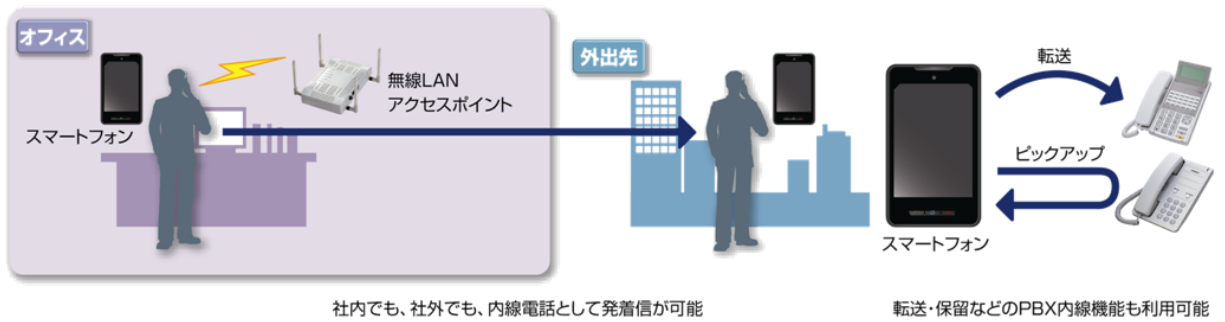 オフィス
スマートフォン
無線LAN
アクセスポイント
外出先
転送
ピックアップ
スマートフォン
社内でも、社外でも、内線電話として発着信が可能
転送・保留などのPBX内線機能も利用可能